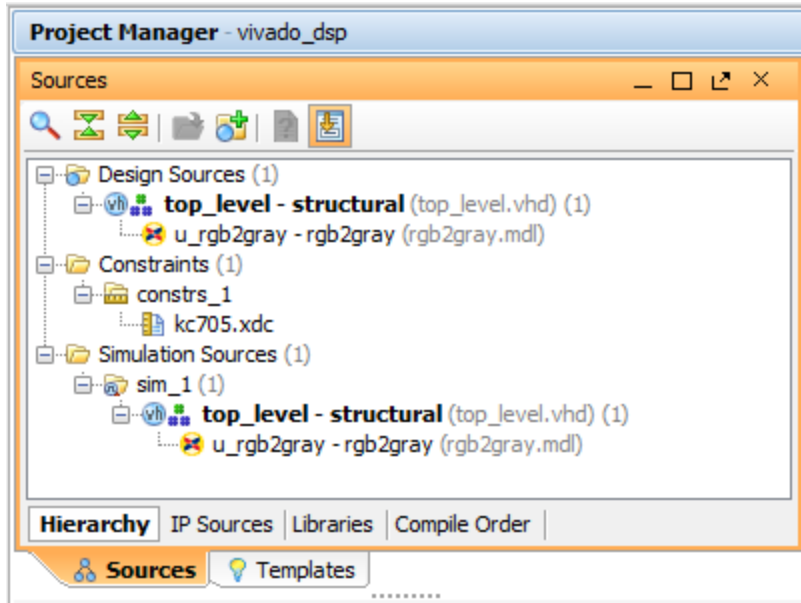 Project Manager - vivado_dsp
Sources
Design Sources (1)
vh top_level - structural (top_level.vhd) (1)
u_rgb2gray - rgb2gray (rgb2gray.mdl)
Constraints (1)
constrs_1
kc705.xdc
Simulation Sources (1)
sim_1 (1)
vh top_level - structural (top_level.vhd) (1)
u_rgb2gray - rgb2gray (rgb2gray.mdl)
Hierarchy IP Sources Libraries Compile Order
Sources Templates